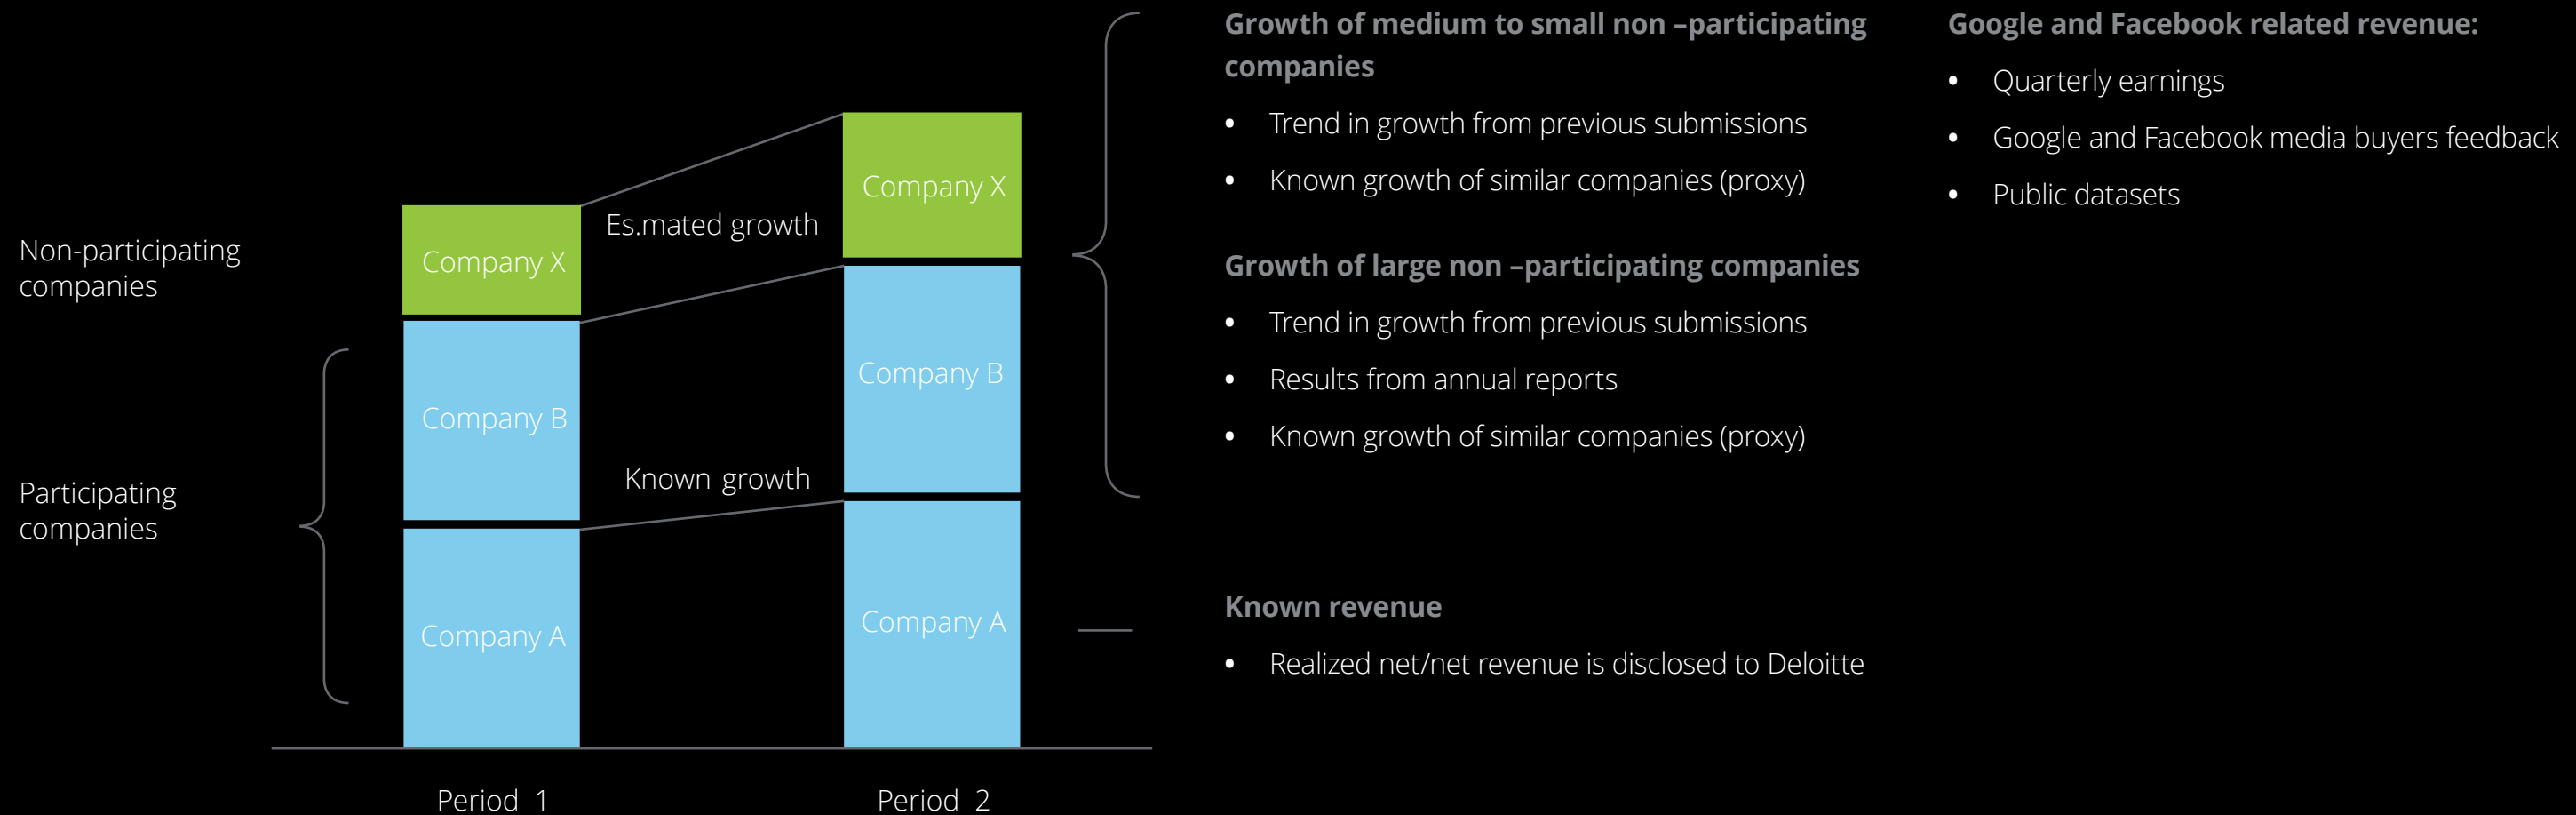 Non-participating
companies
Participating
companies
Company X
Company B
Company A
Es.mated growth
Known growth
Company X
Company B
Company A
Period 1
Period 2
Growth of medium to small non –participating
companies
• Trend in growth from previous submissions
• Known growth of similar companies (proxy)
Growth of large non –participating companies
• Trend in growth from previous submissions
• Results from annual reports
• Known growth of similar companies (proxy)
Known revenue
• Realized net/net revenue is disclosed to Deloitte
Google and Facebook related revenue:
• Quarterly earnings
• Google and Facebook media buyers feedback
• Public datasets